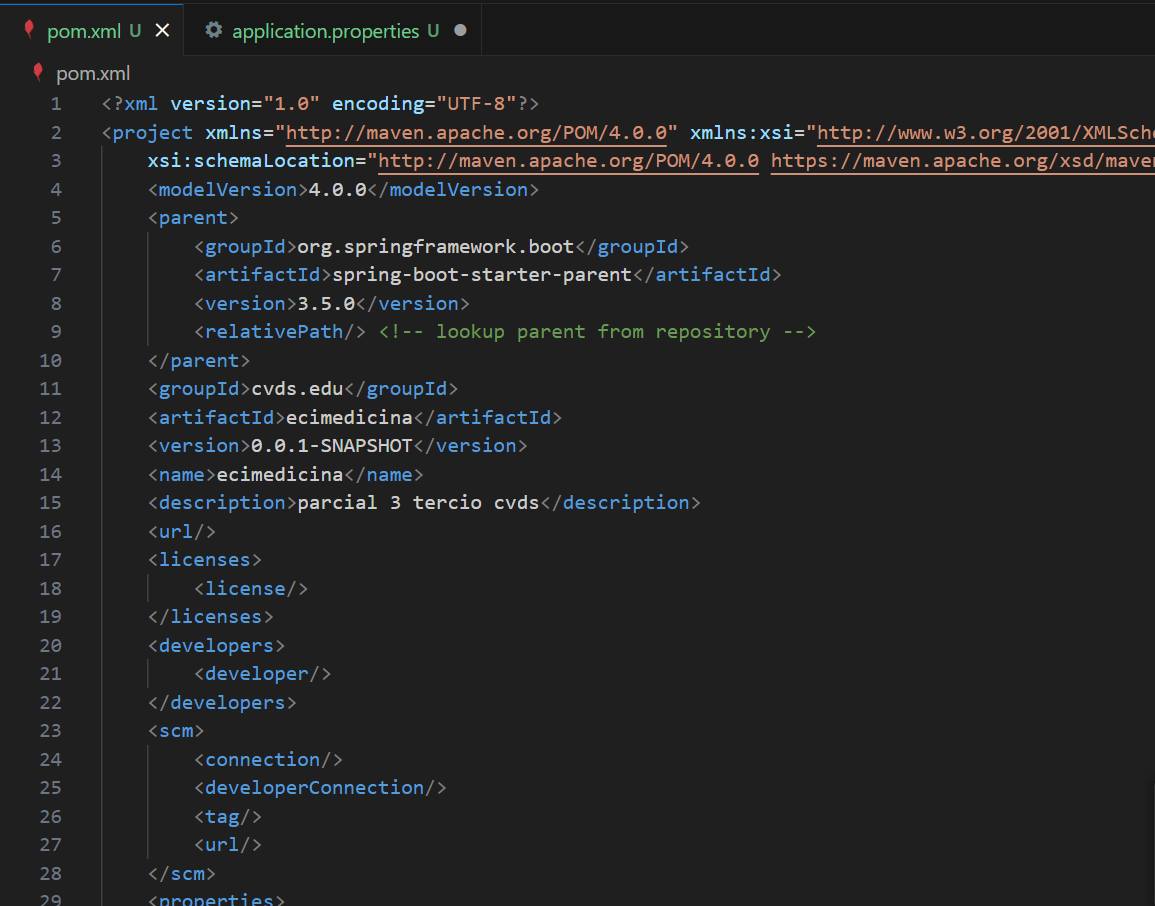 pom.xml U × application.properties U ●
pom.xml
1 <?xml version="1.0" encoding="UTF-8"?>
2 <project xmlns="http://maven.apache.org/POM/4.0.0" xmlns:xsi="http://www.w3.org/2001/XMLSche
3 xsi:schemaLocation="http://maven.apache.org/POM/4.0.0 https://maven.apache.org/xsd/maven
4 <modelVersion>4.0.0</modelVersion>
5 <parent>
6 <groupId>org.springframework.boot</groupId>
7 <artifactId>spring-boot-starter-parent</artifactId>
8 <version>3.5.0</version>
9 <relativePath/> <!-- lookup parent from repository -->
10 </parent>
11 <groupId>cvds.edu</groupId>
12 <artifactId>ecimedicina</artifactId>
13 <version>0.0.1-SNAPSHOT</version>
14 <name>ecimedicina</name>
15 <description>parcial 3 tercio cvds</description>
16 <url/>
17 <licenses>
18 <license/>
19 </licenses>
20 <developers>
21 <developer/>
22 </developers>
23 <scm>
24 <connection/>
25 <developerConnection/>
26 <tag/>
27 <url/>
28 </scm>
29 <properties>